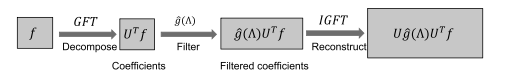 f
GFT
Decompose
U^T f
Coefficients
ĝ(Λ)
Filter
ĝ(Λ)U^T f
Filtered coefficients
IGFT
Reconstruct
Uĝ(Λ)U^T f